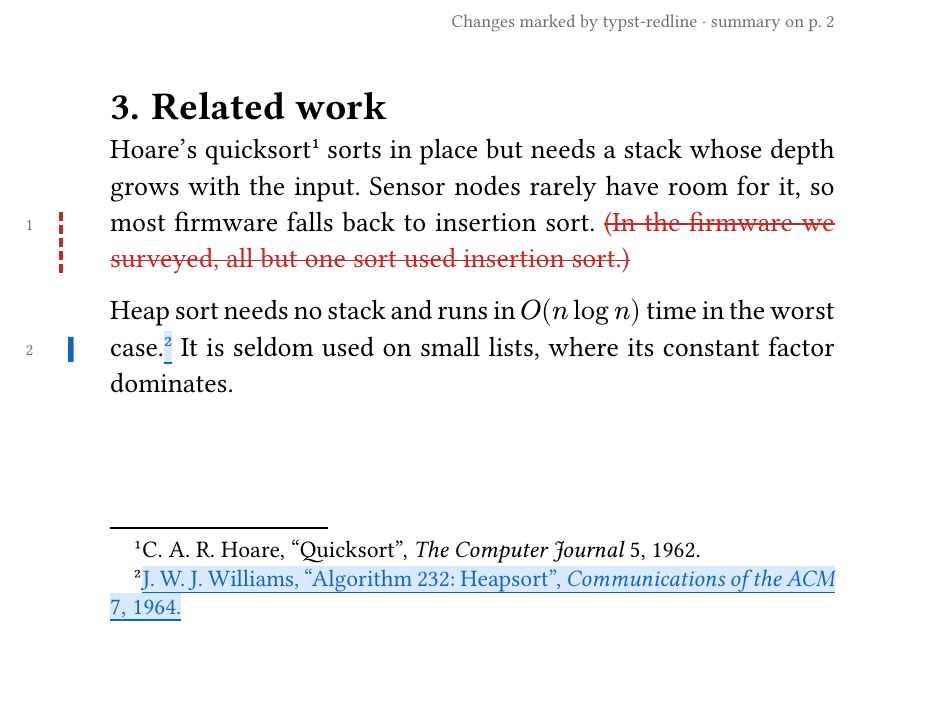 Changes marked by typst-redline · summary on p. 2
3. Related work
Hoare’s quicksort¹ sorts in place but needs a stack whose depth
grows with the input. Sensor nodes rarely have room for it, so
1 most firmware falls back to insertion sort. (In the firmware we
surveyed, all but one sort used insertion sort.)
Heap sort needs no stack and runs in O(n log n) time in the worst
2 case.² It is seldom used on small lists, where its constant factor
dominates.
¹C. A. R. Hoare, “Quicksort”, The Computer Journal 5, 1962.
²J. W. J. Williams, “Algorithm 232: Heapsort”, Communications of the ACM
7, 1964.